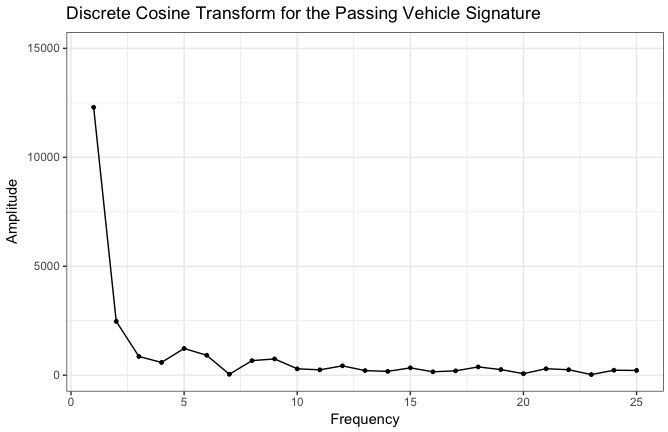 Discrete Cosine Transform for the Passing Vehicle Signature
15000
10000
5000
0
Amplitude
0 5 10 15 20 25
Frequency